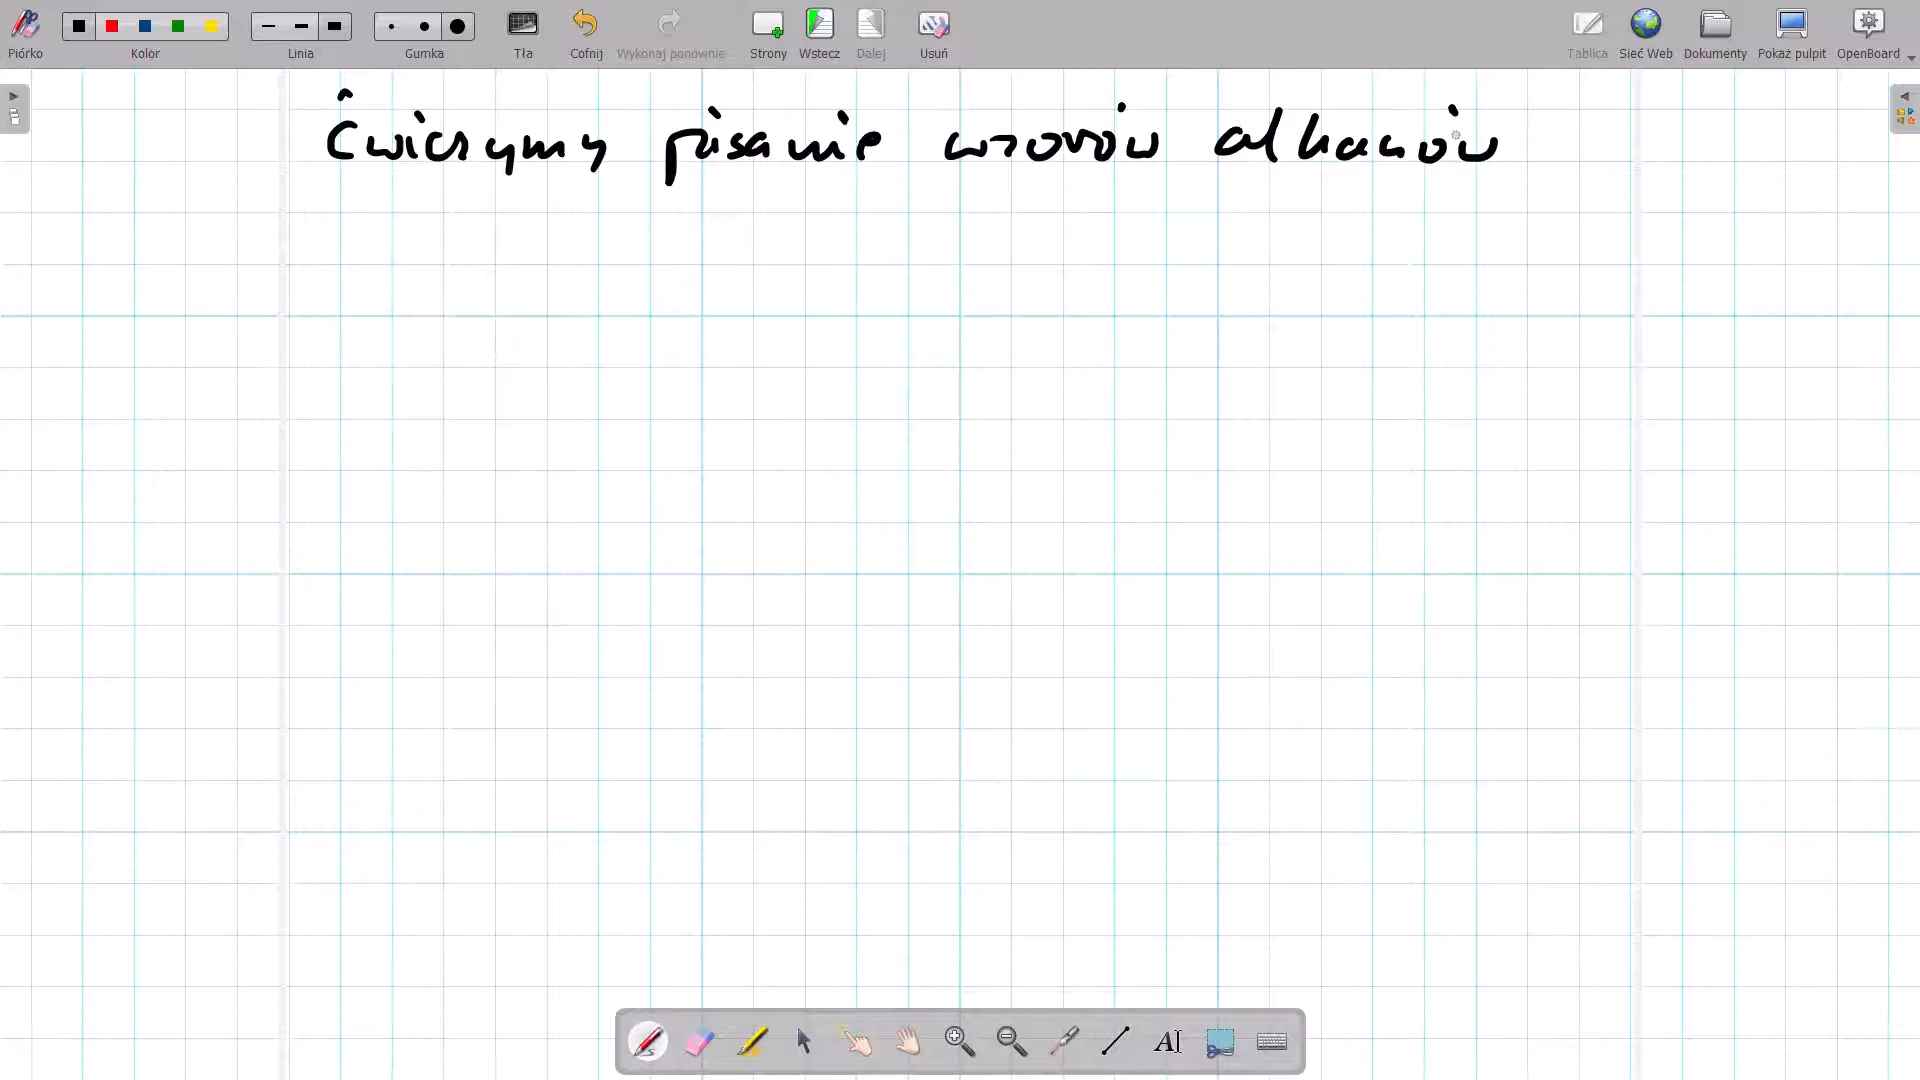 Piórko
Kolor
Linia
Gumka
Tła
Cofnij
Wykonaj ponownie
Strony
Wstecz
Dalej
Usuń
Tablica
Sieć Web
Dokumenty
Pokaż pulpit
OpenBoard
Ćwiczymy pisanie wzorów alkanów